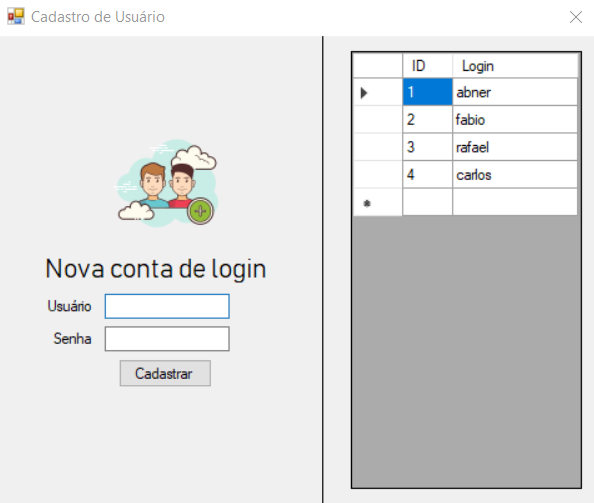 Cadastro de Usuário
Nova conta de login
Usuário
Senha
Cadastrar
ID Login
1 abner
2 fabio
3 rafael
4 carlos
*